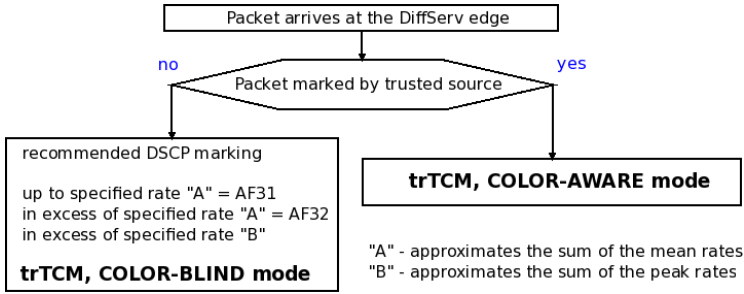 Packet arrives at the DiffServ edge
no
yes
Packet marked by trusted source
recommended DSCP marking
up to specified rate "A" = AF31
in excess of specified rate "A" = AF32
in excess of specified rate "B"
trTCM, COLOR-BLIND mode
trTCM, COLOR-AWARE mode
"A" - approximates the sum of the mean rates
"B" - approximates the sum of the peak rates